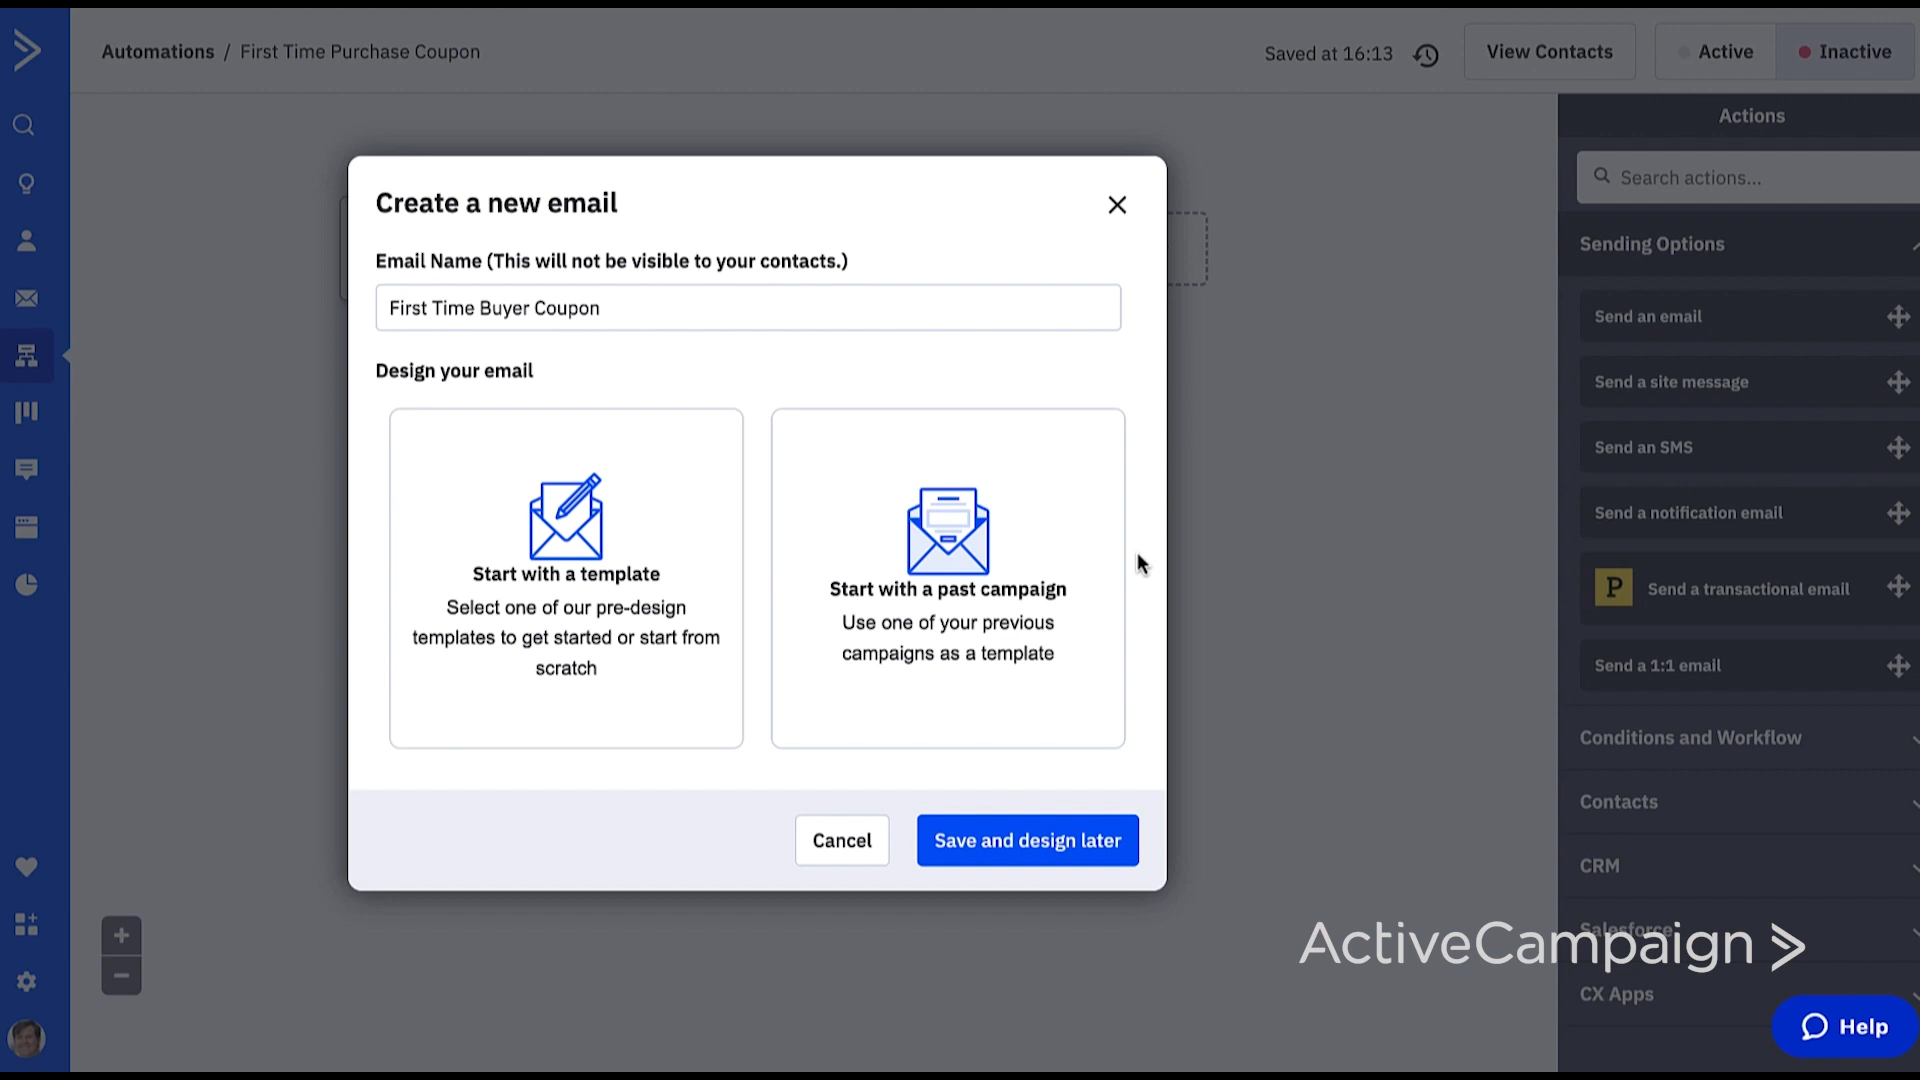 Automations / First Time Purchase Coupon
Saved at 16:13
View Contacts
Active
Inactive
Create a new email
Email Name (This will not be visible to your contacts.)
First Time Buyer Coupon
Design your email
Start with a template
Select one of our pre-design
templates to get started or start from
scratch
Start with a past campaign
Use one of your previous
campaigns as a template
Cancel
Save and design later
Actions
Search actions...
Sending Options
Send an email
Send a site message
Send an SMS
Send a notification email
P Send a transactional email
Send a 1:1 email
Conditions and Workflow
Contacts
CRM
Salesforce
ActiveCampaign
CX Apps
Help